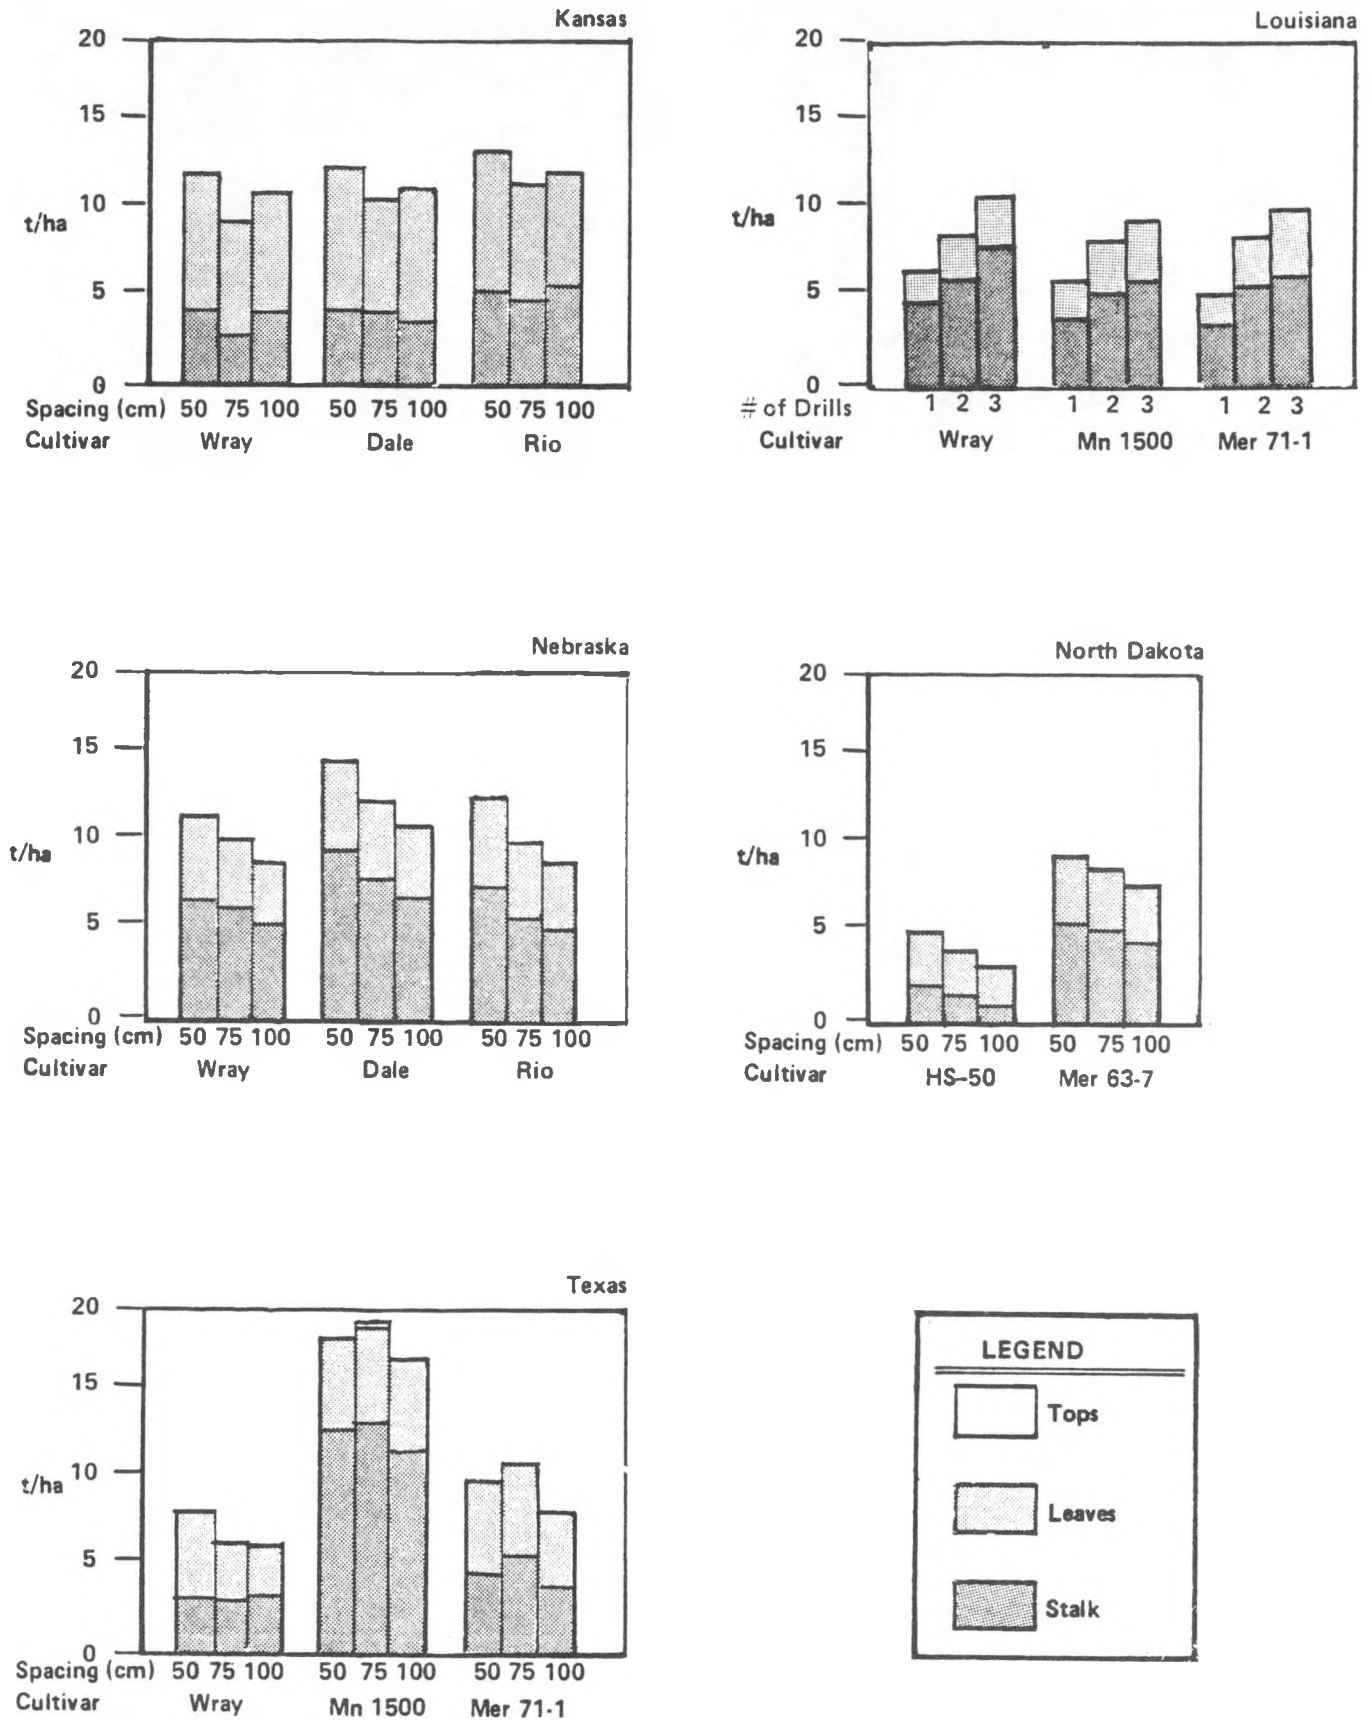 Kansas
20
15
10
t/ha
5
0
Spacing (cm) 50 75 100 50 75 100 50 75 100
Cultivar Wray Dale Rio
Louisiana
20
15
10
t/ha
5
0
# of Drills 1 2 3 1 2 3 1 2 3
Cultivar Wray Mn 1500 Mer 71-1
Nebraska
20
15
10
t/ha
5
0
Spacing (cm) 50 75 100 50 75 100 50 75 100
Cultivar Wray Dale Rio
North Dakota
20
15
10
t/ha
5
0
Spacing (cm) 50 75 100 50 75 100
Cultivar HS-50 Mer 63-7
Texas
20
15
10
t/ha
5
0
Spacing (cm) 50 75 100 50 75 100 50 75 100
Cultivar Wray Mn 1500 Mer 71-1
LEGEND
Tops
Leaves
Stalk